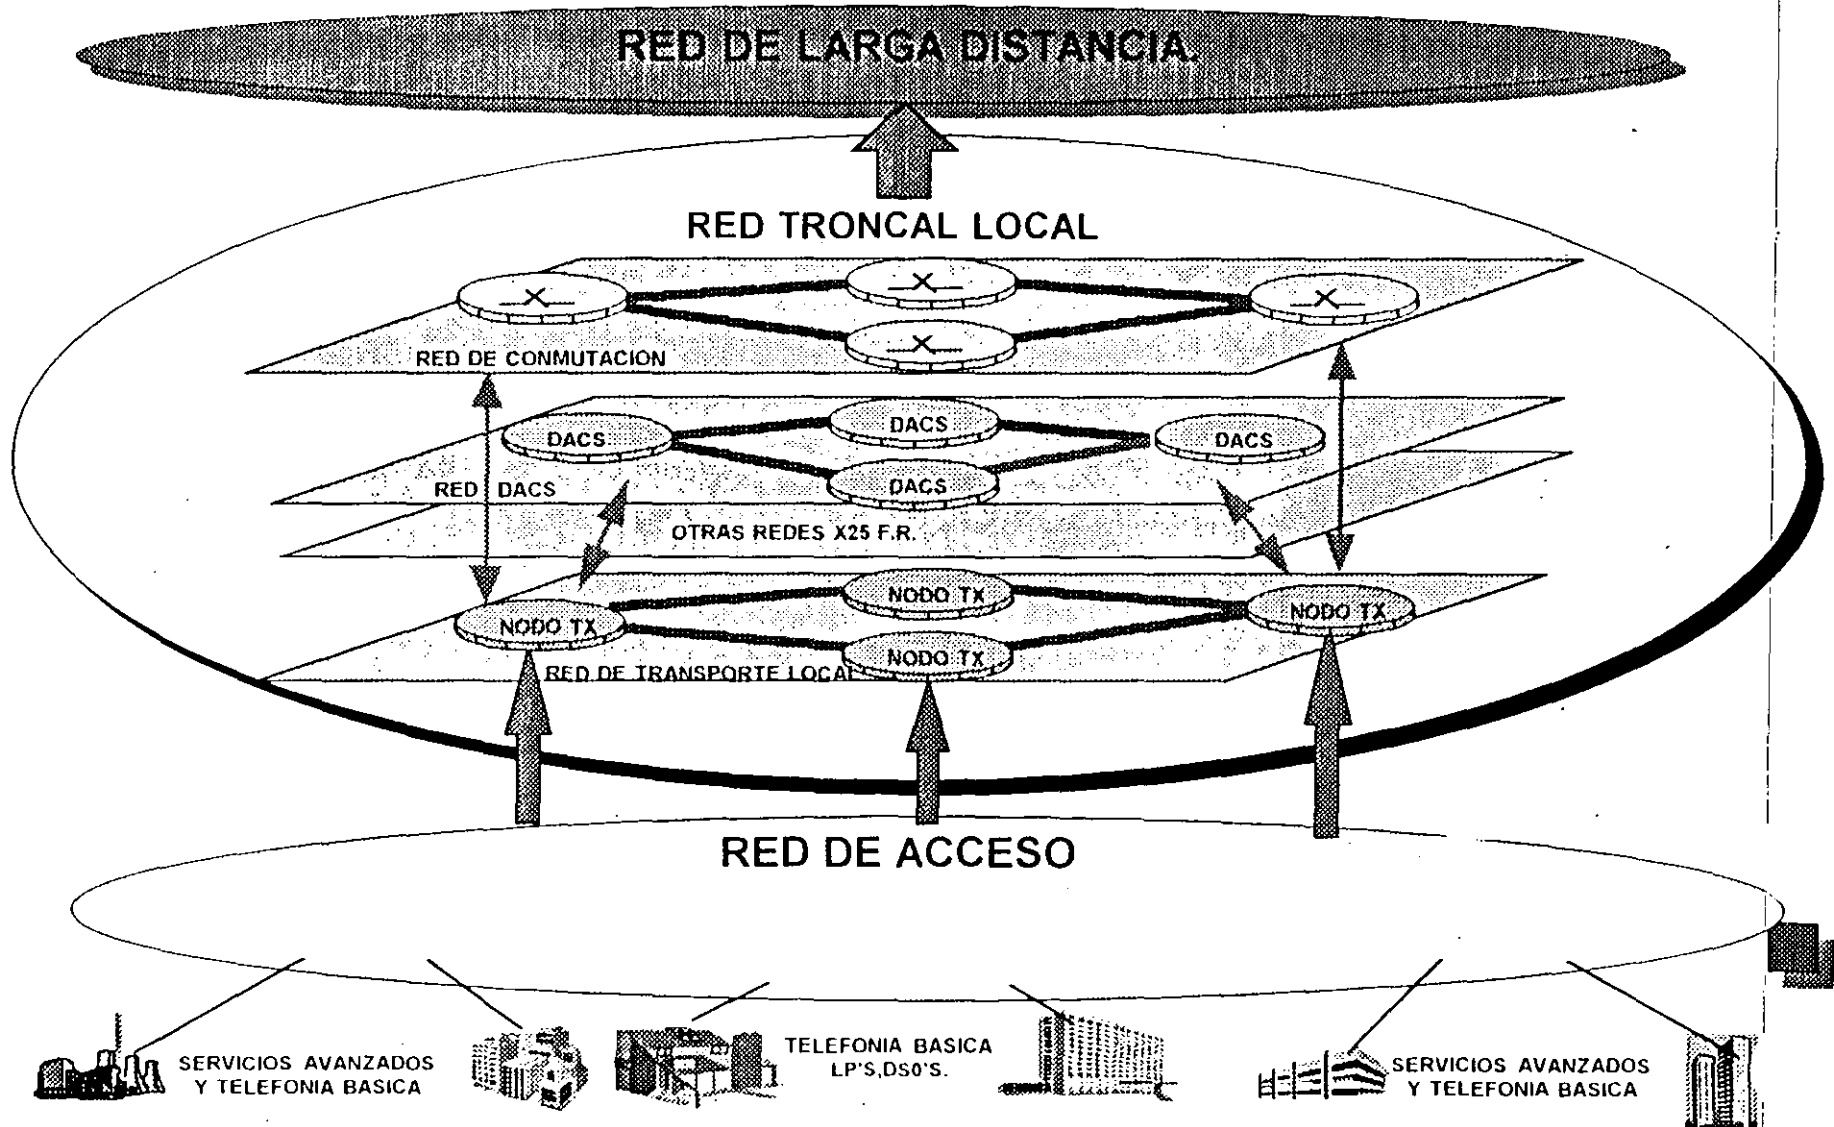 RED DE LARGA DISTANCIA.
RED TRONCAL LOCAL
X
X
X
X
RED DE CONMUTACION
DACS
DACS
DACS
DACS
RED DACS
OTRAS REDES X25 F.R.
NODO TX
NODO TX
NODO TX
NODO TX
RED DE TRANSPORTE LOCAL
RED DE ACCESO
SERVICIOS AVANZADOS
Y TELEFONIA BASICA
TELEFONIA BASICA
LP'S,DS0'S.
SERVICIOS AVANZADOS
Y TELEFONIA BASICA